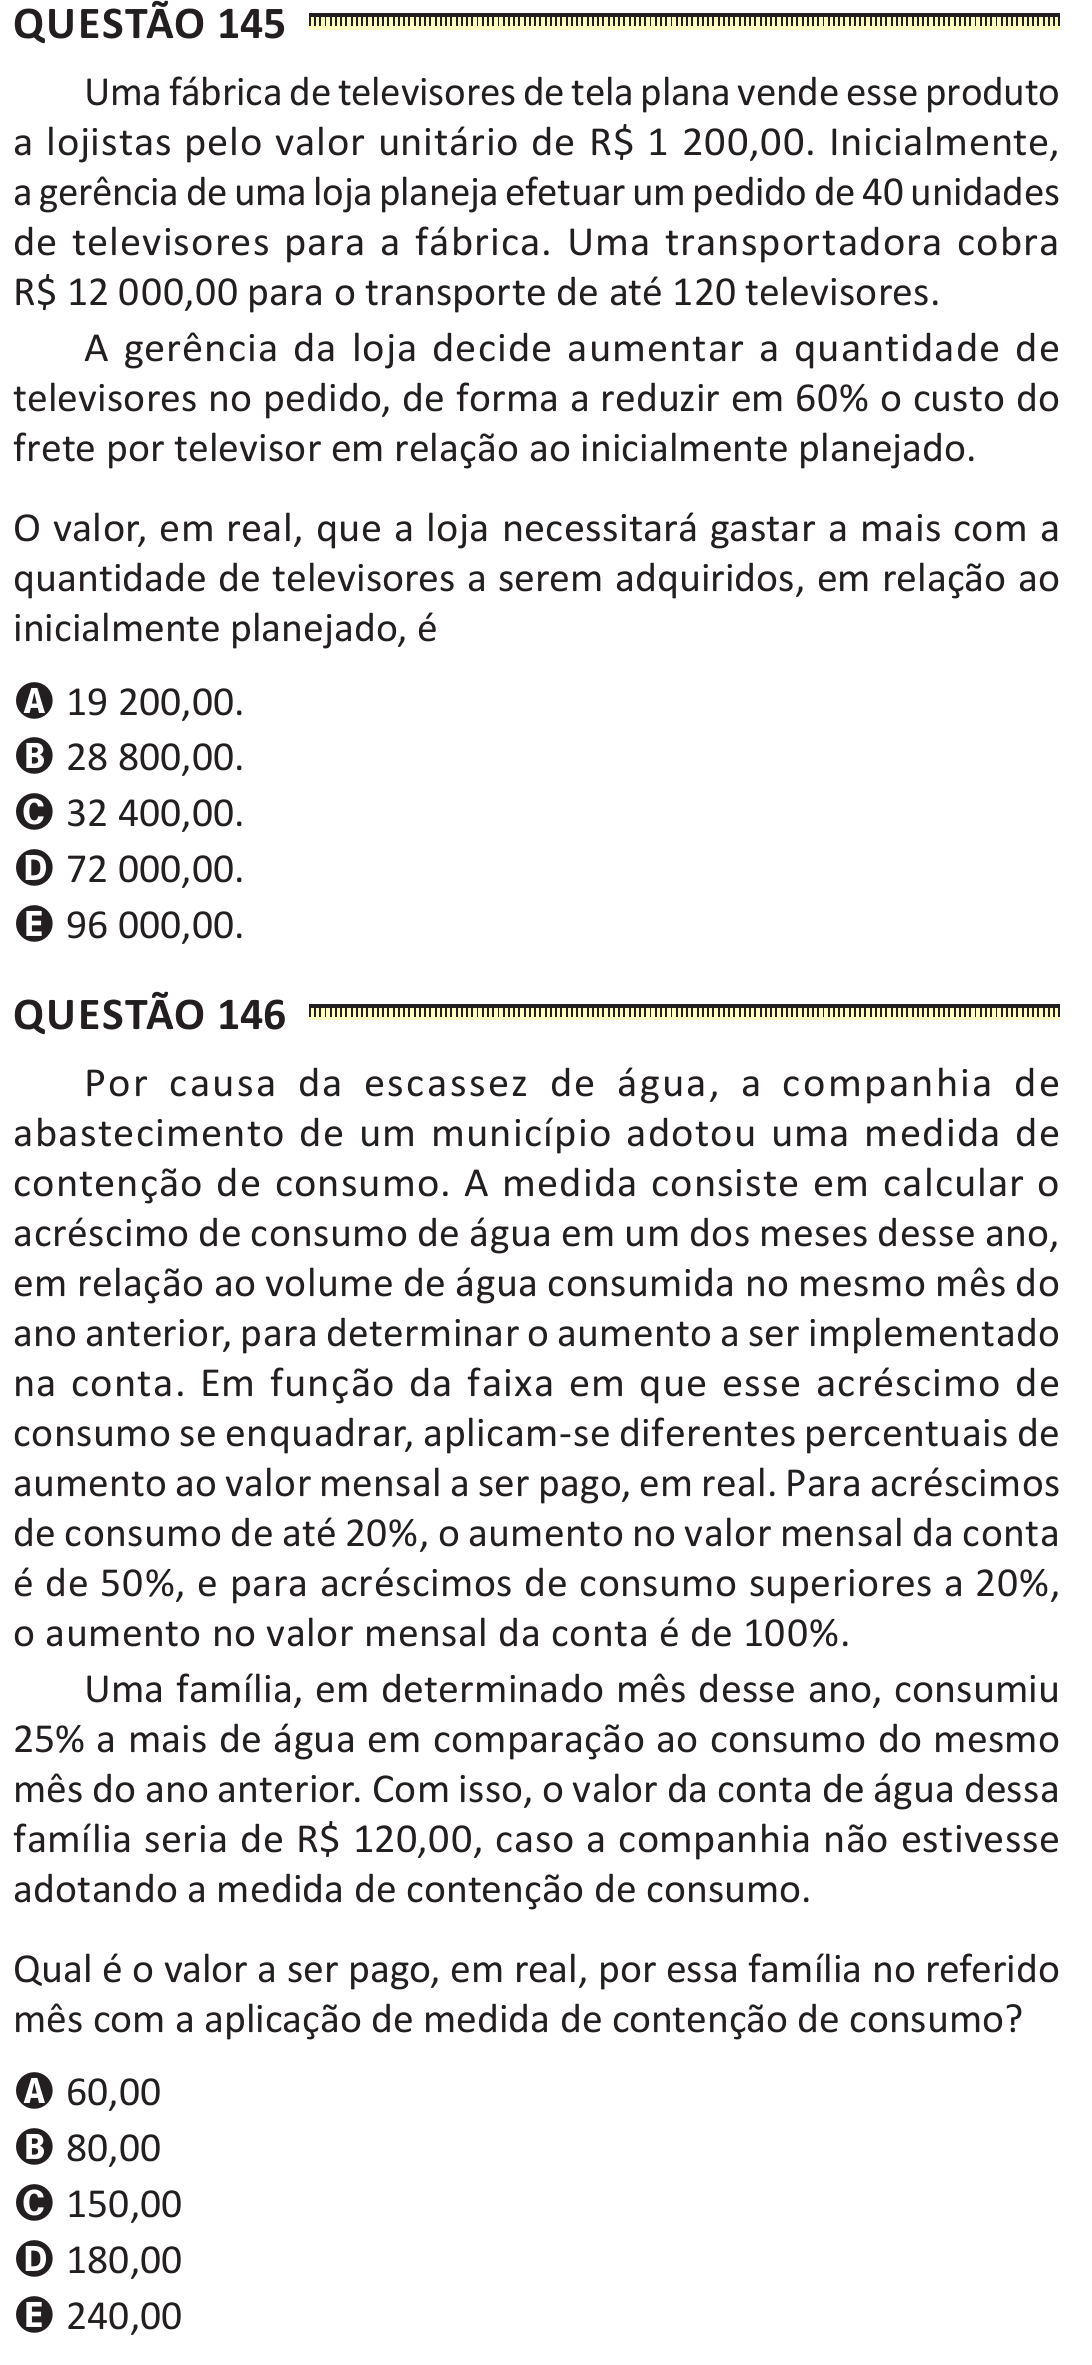 QUESTÃO 145
Uma fábrica de televisores de tela plana vende esse produto
a lojistas pelo valor unitário de R$ 1 200,00. Inicialmente,
a gerência de uma loja planeja efetuar um pedido de 40 unidades
de televisores para a fábrica. Uma transportadora cobra
R$ 12 000,00 para o transporte de até 120 televisores.
A gerência da loja decide aumentar a quantidade de
televisores no pedido, de forma a reduzir em 60% o custo do
frete por televisor em relação ao inicialmente planejado.
O valor, em real, que a loja necessitará gastar a mais com a
quantidade de televisores a serem adquiridos, em relação ao
inicialmente planejado, é
A 19 200,00.
B 28 800,00.
C 32 400,00.
D 72 000,00.
E 96 000,00.
QUESTÃO 146
Por causa da escassez de água, a companhia de
abastecimento de um município adotou uma medida de
contenção de consumo. A medida consiste em calcular o
acréscimo de consumo de água em um dos meses desse ano,
em relação ao volume de água consumida no mesmo mês do
ano anterior, para determinar o aumento a ser implementado
na conta. Em função da faixa em que esse acréscimo de
consumo se enquadrar, aplicam-se diferentes percentuais de
aumento ao valor mensal a ser pago, em real. Para acréscimos
de consumo de até 20%, o aumento no valor mensal da conta
é de 50%, e para acréscimos de consumo superiores a 20%,
o aumento no valor mensal da conta é de 100%.
Uma família, em determinado mês desse ano, consumiu
25% a mais de água em comparação ao consumo do mesmo
mês do ano anterior. Com isso, o valor da conta de água dessa
família seria de R$ 120,00, caso a companhia não estivesse
adotando a medida de contenção de consumo.
Qual é o valor a ser pago, em real, por essa família no referido
mês com a aplicação de medida de contenção de consumo?
A 60,00
B 80,00
C 150,00
D 180,00
E 240,00